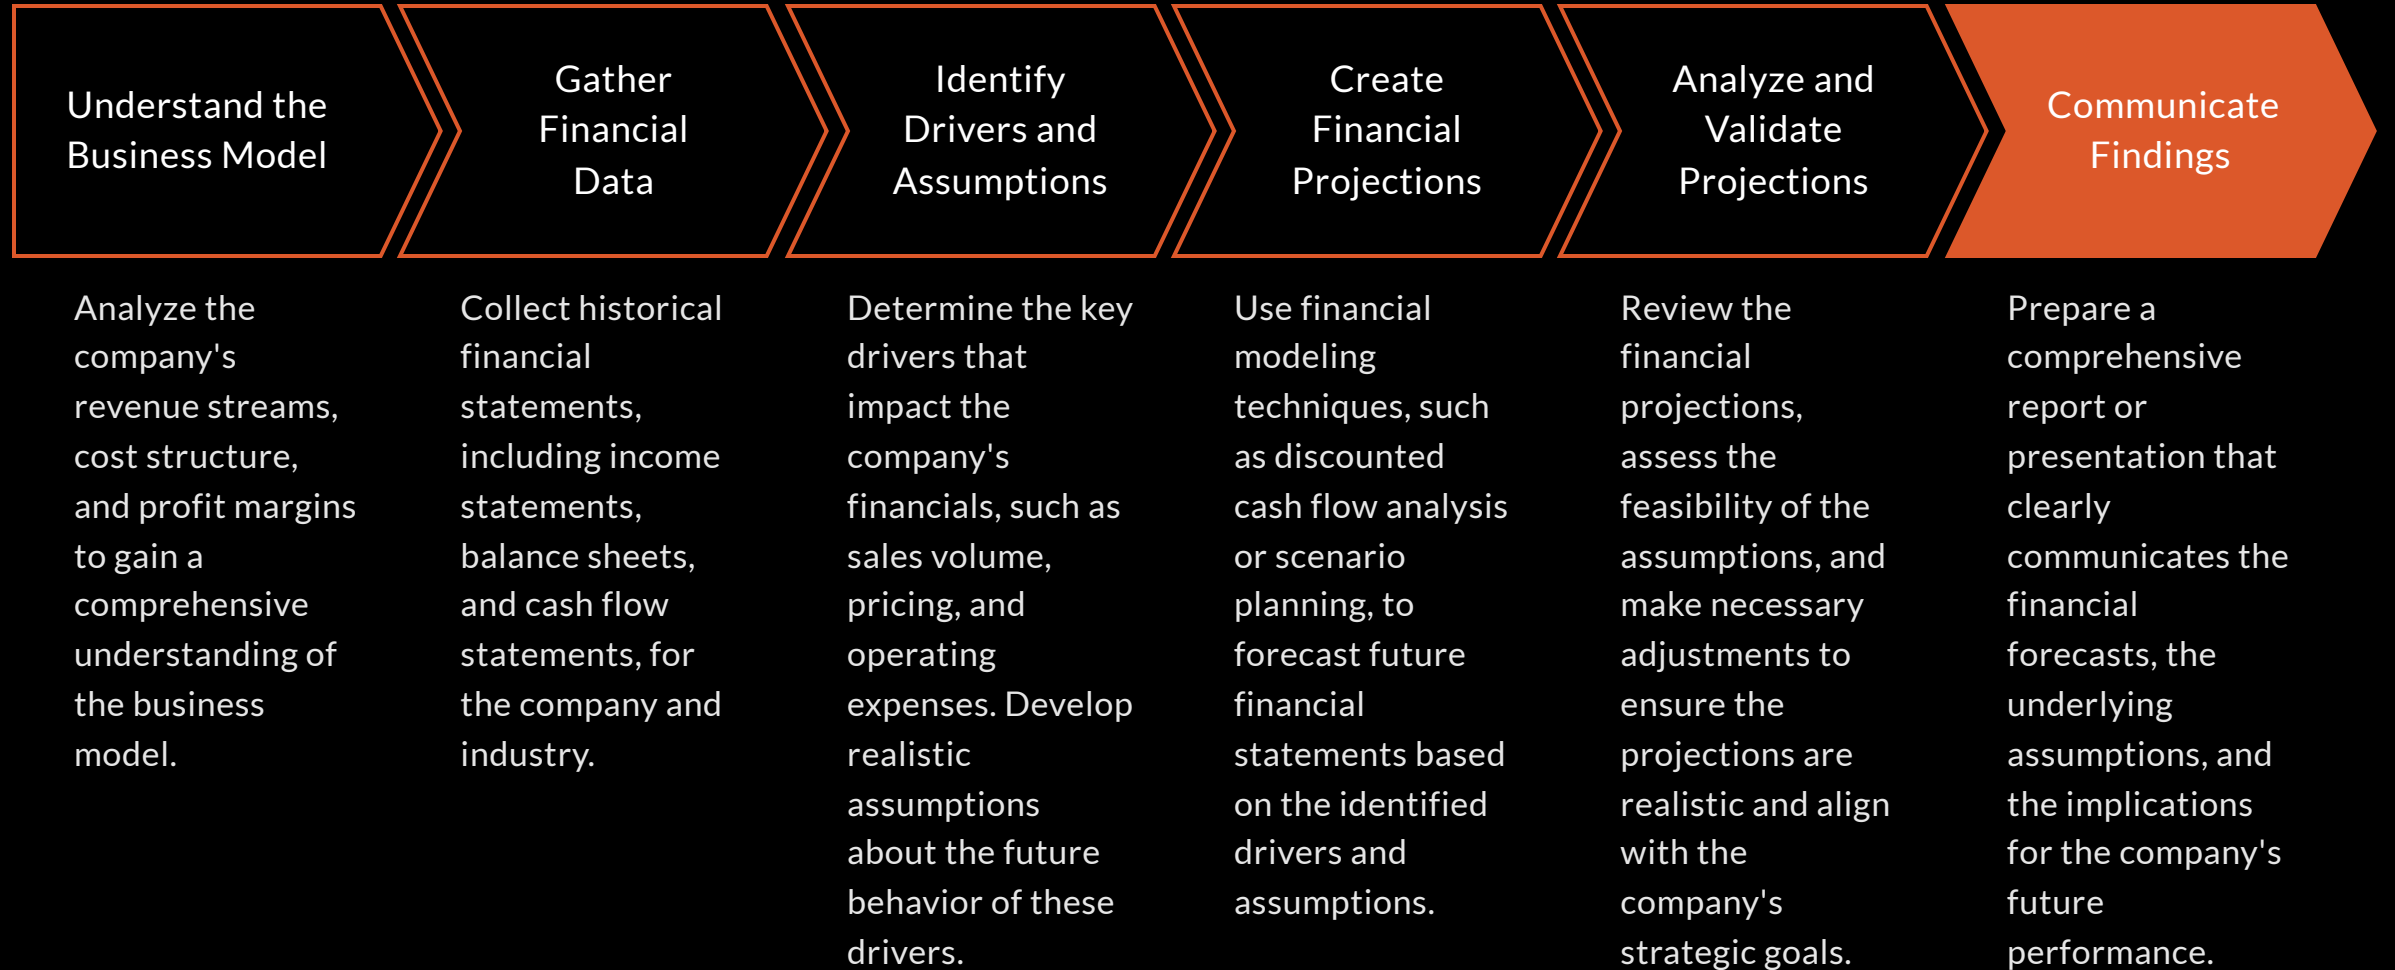 Understand the
Business Model
Gather
Financial
Data
Identify
Drivers and
Assumptions
Create
Financial
Projections
Analyze and
Validate
Projections
Communicate
Findings
Analyze the
company's
revenue streams,
cost structure,
and profit margins
to gain a
comprehensive
understanding of
the business
model.
Collect historical
financial
statements,
including income
statements,
balance sheets,
and cash flow
statements, for
the company and
industry.
Determine the key
drivers that
impact the
company's
financials, such as
sales volume,
pricing, and
operating
expenses. Develop
realistic
assumptions
about the future
behavior of these
drivers.
Use financial
modeling
techniques, such
as discounted
cash flow analysis
or scenario
planning, to
forecast future
financial
statements based
on the identified
drivers and
assumptions.
Review the
financial
projections,
assess the
feasibility of the
assumptions, and
make necessary
adjustments to
ensure the
projections are
realistic and align
with the
company's
strategic goals.
Prepare a
comprehensive
report or
presentation that
clearly
communicates the
financial
forecasts, the
underlying
assumptions, and
the implications
for the company's
future
performance.